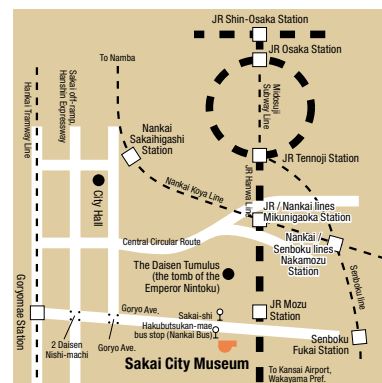 JR Shin-Osaka Station
JR Osaka Station
To Namba
Sakai off-ramp,
Hanshin Expressway
Hankai Tramway Line
Midosuji
Subway Line
Nankai
Sakaihigashi
Station
JR Tennoji Station
City Hall
Nankai Koya Line
JR Hanwa Line
JR / Nankai lines
Mikunigaoka Station
Central Circular Route
Nankai /
Senboku lines
Nakamozu
Station
The Daisen Tumulus
(the tomb of the
Emperor Nintoku)
Senboku line
Goryomae Station
Goryo Ave.
Sakai-shi
Hakubutsukan-mae
bus stop (Nankai Bus)
JR Mozu
Station
2 Daisen
Nishi-machi
Goryo Ave.
Senboku
Fukai Station
Sakai City Museum
To Kansai Airport,
Wakayama Pref.